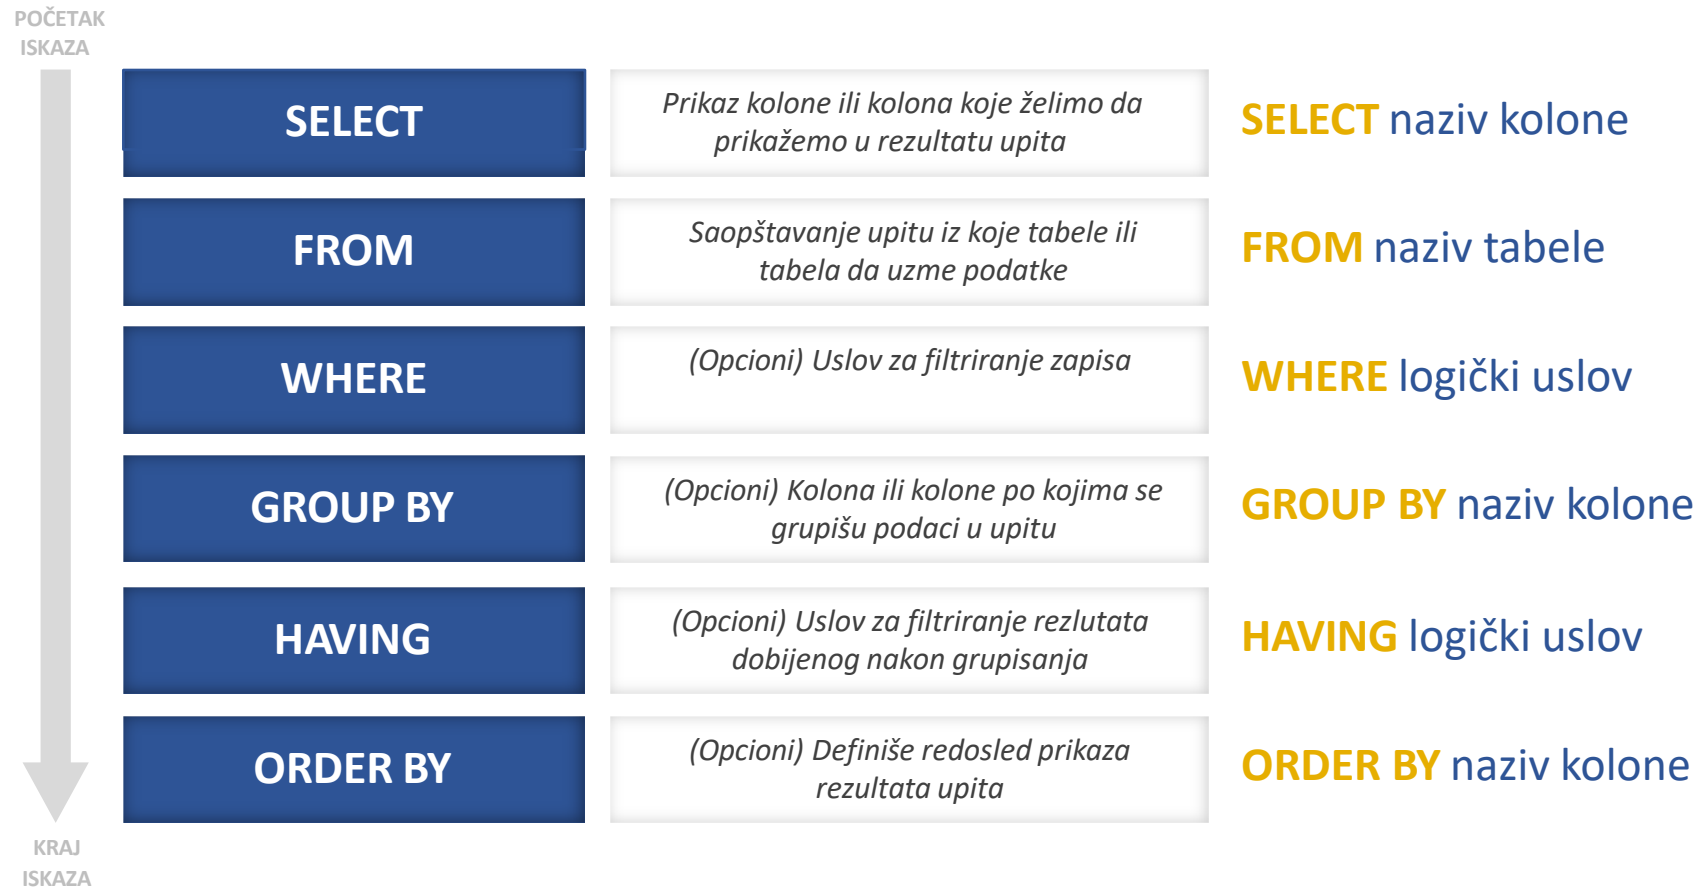 POČETAK
ISKAZA
SELECT
Prikaz kolone ili kolona koje želimo da
prikažemo u rezultatu upita
SELECT naziv kolone
FROM
Saopštavanje upitu iz koje tabele ili
tabela da uzme podatke
FROM naziv tabele
WHERE
(Opcioni) Uslov za filtriranje zapisa
WHERE logički uslov
GROUP BY
(Opcioni) Kolona ili kolone po kojima se
grupišu podaci u upitu
GROUP BY naziv kolone
HAVING
(Opcioni) Uslov za filtriranje rezlutata
dobijenog nakon grupisanja
HAVING logički uslov
ORDER BY
(Opcioni) Definiše redosled prikaza
rezultata upita
ORDER BY naziv kolone
KRAJ
ISKAZA